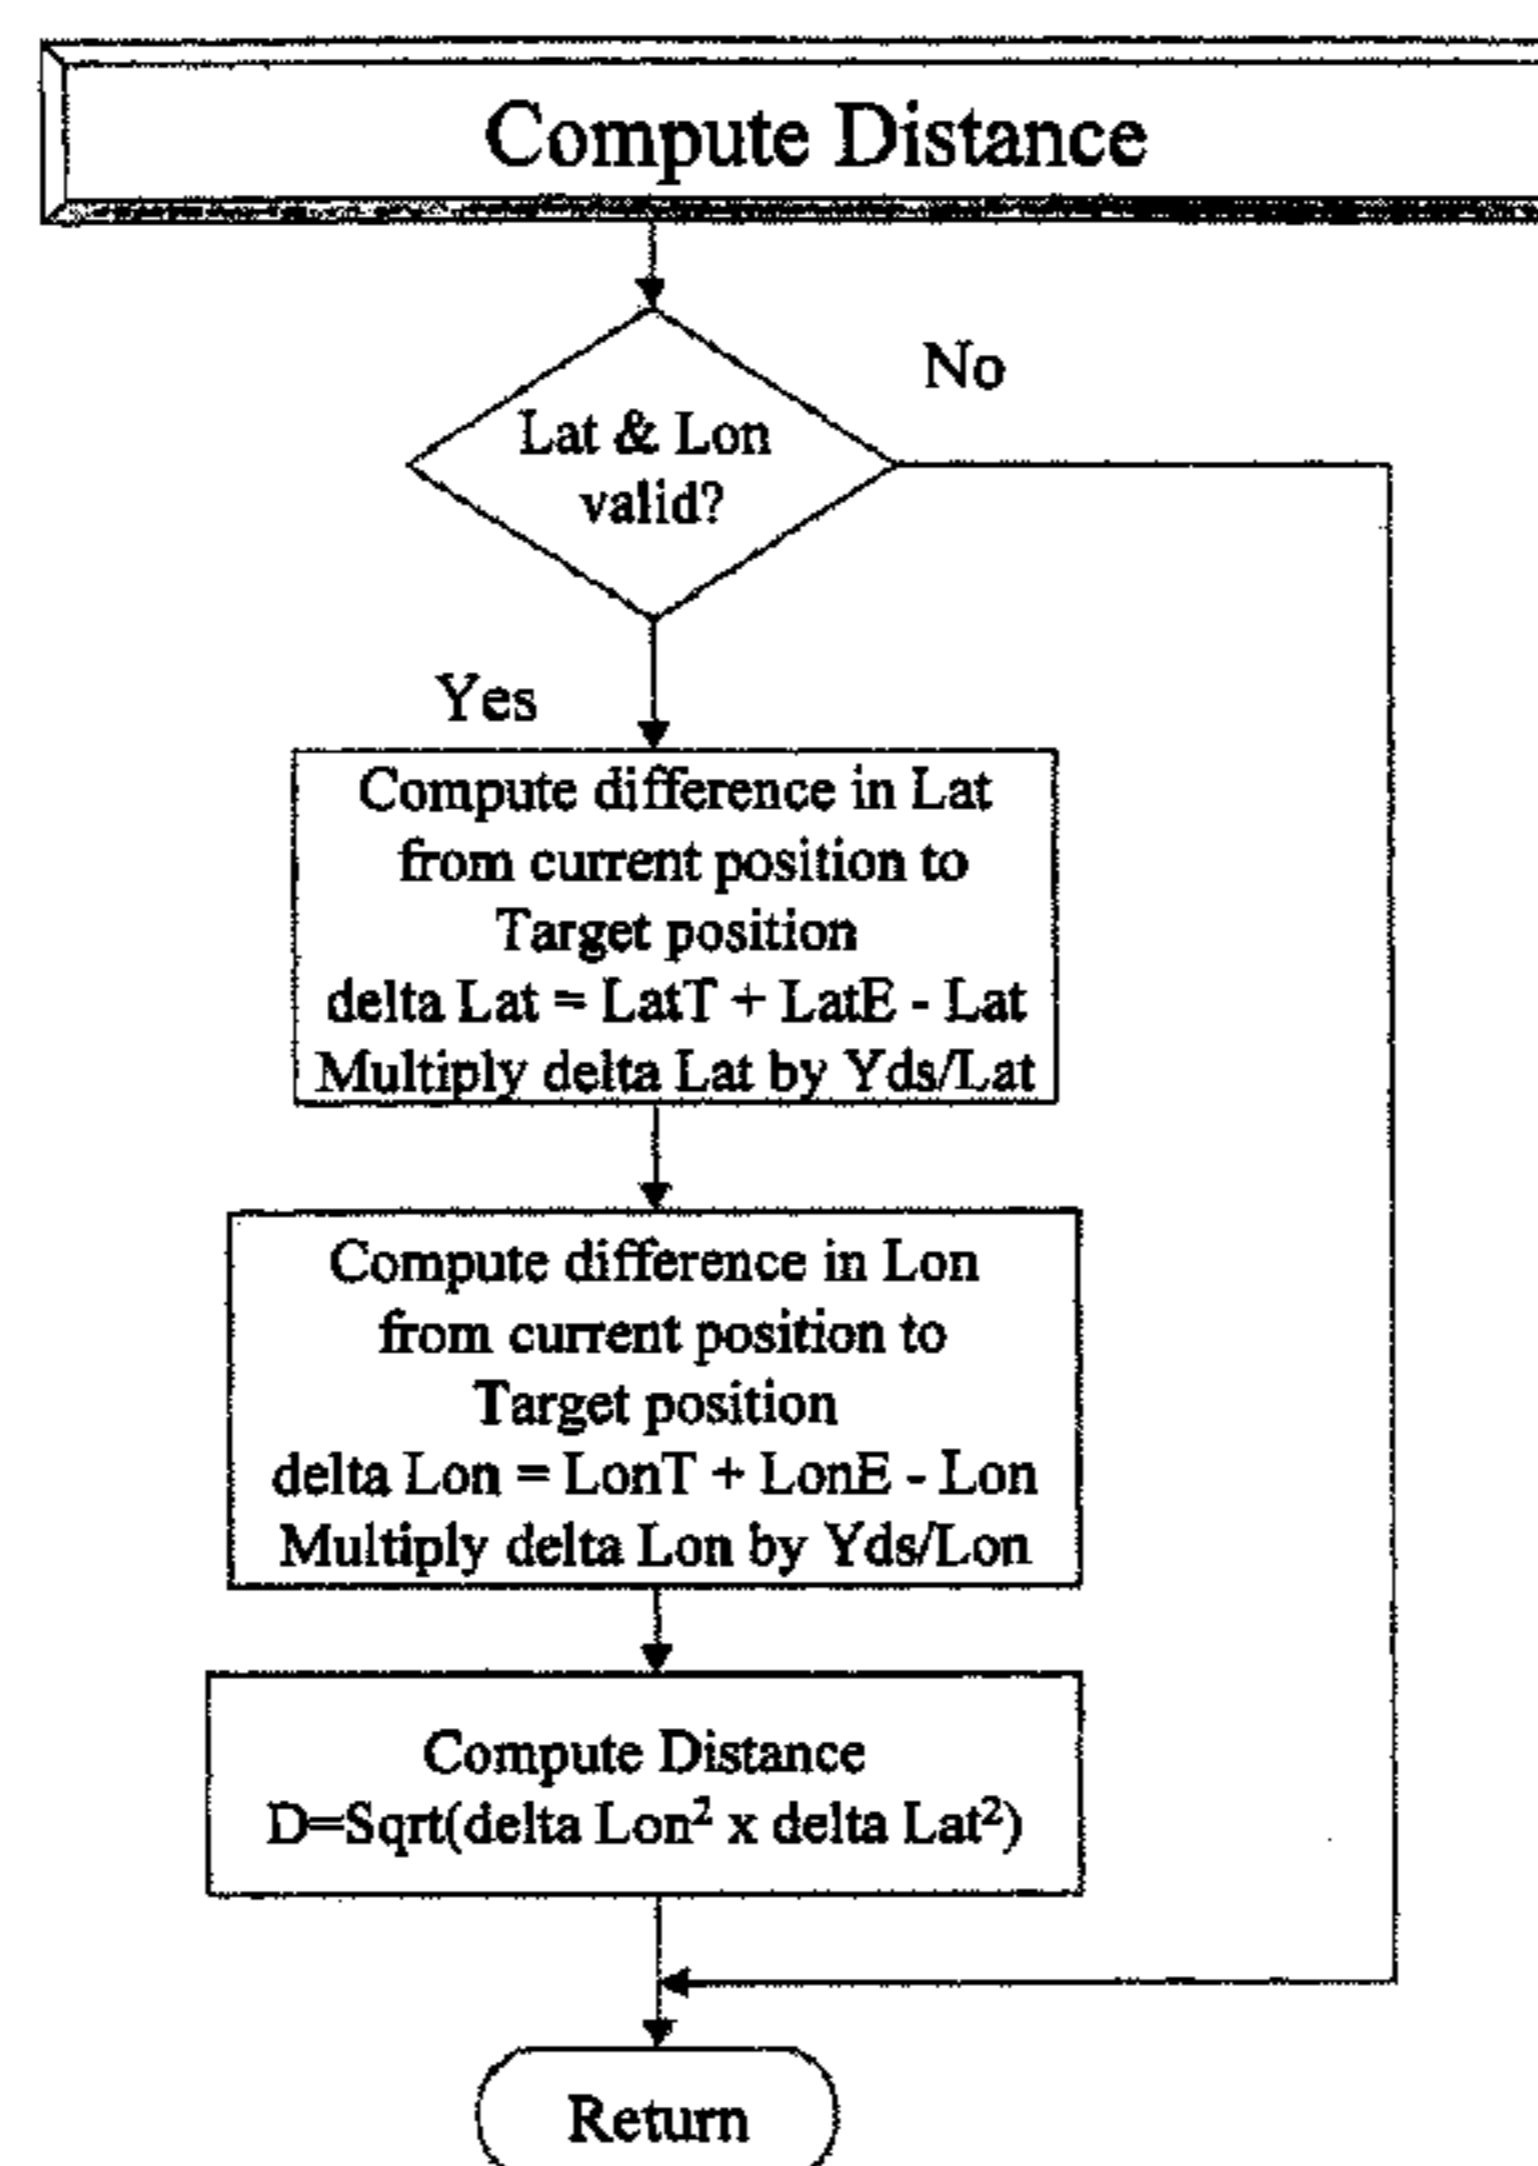 Compute Distance
No
Lat & Lon
valid?
Yes
Compute difference in Lat
from current position to
Target position
delta Lat = LatT + LatE - Lat
Multiply delta Lat by Yds/Lat
Compute difference in Lon
from current position to
Target position
delta Lon = LonT + LonE - Lon
Multiply delta Lon by Yds/Lon
Compute Distance
D=Sqrt(delta Lon² x delta Lat²)
Return